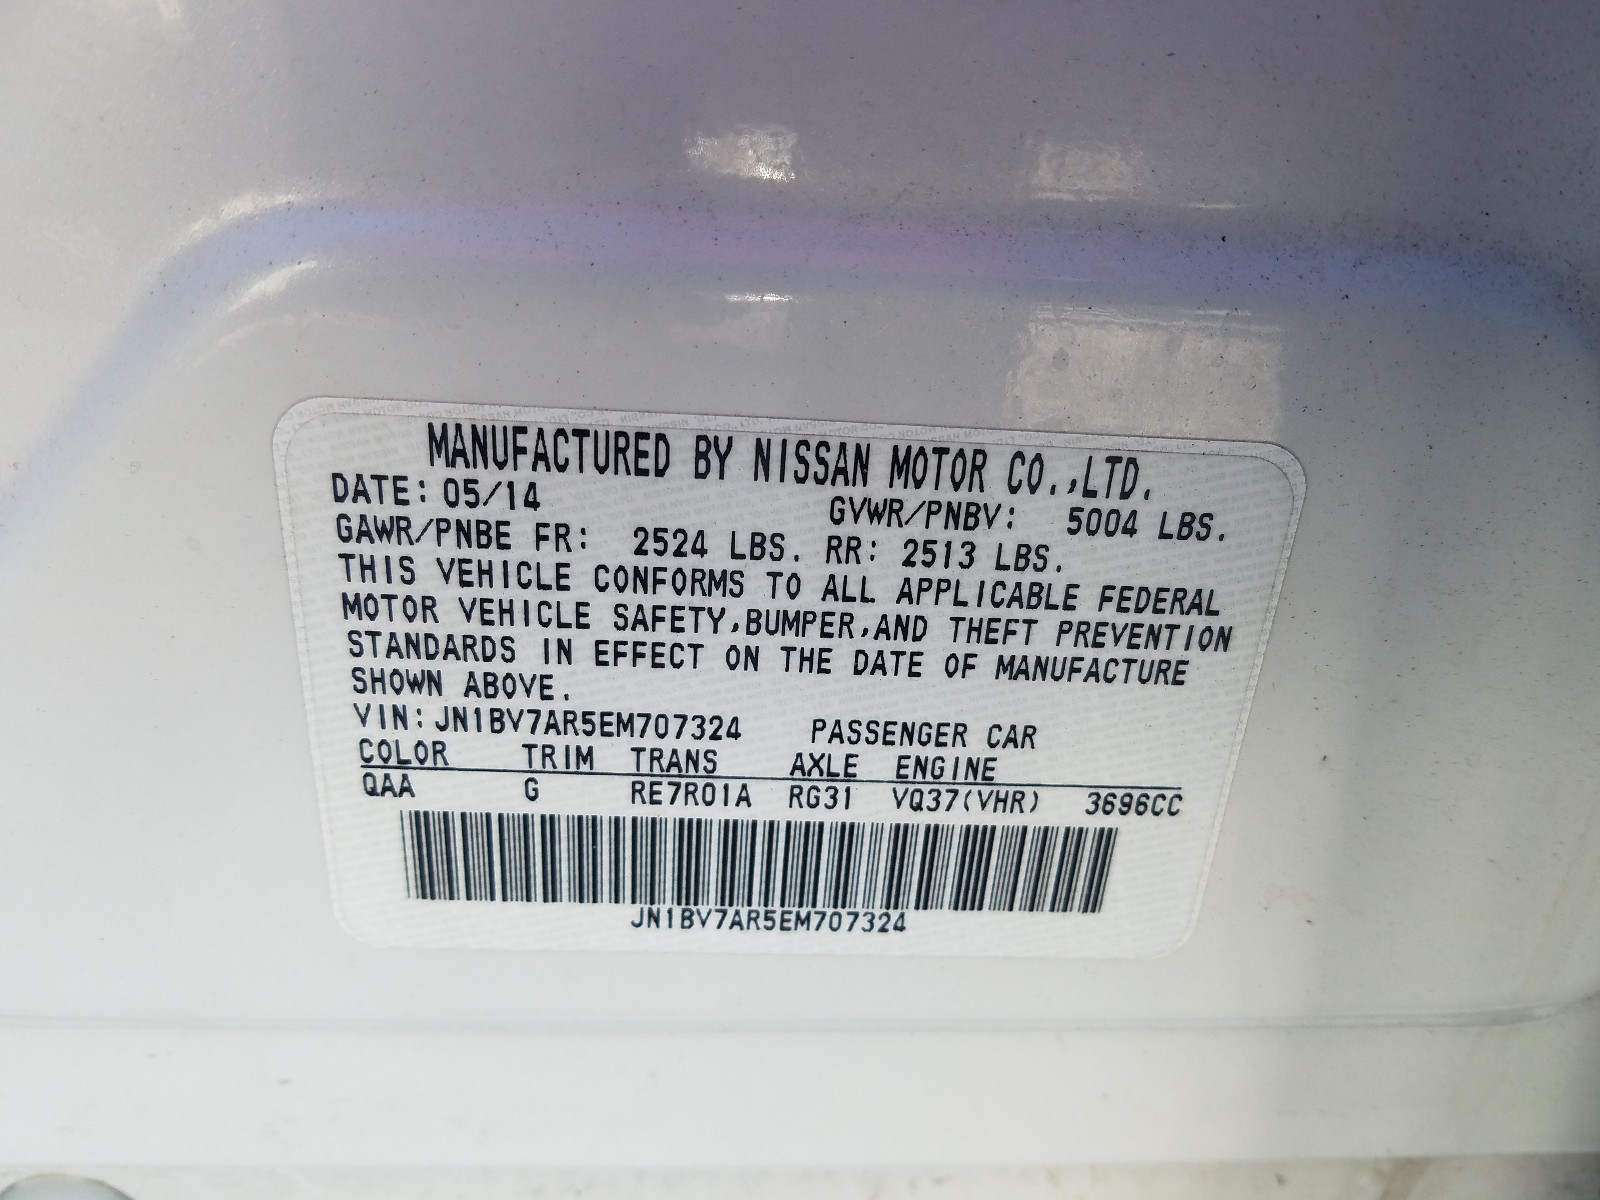 MANUFACTURED BY NISSAN MOTOR CO.,LTD.
DATE: 05/14 GVWR/PNBV: 5004 LBS.
GAWR/PNBE FR: 2524 LBS. RR: 2513 LBS.
THIS VEHICLE CONFORMS TO ALL APPLICABLE FEDERAL
MOTOR VEHICLE SAFETY,BUMPER,AND THEFT PREVENTION
STANDARDS IN EFFECT ON THE DATE OF MANUFACTURE
SHOWN ABOVE.
VIN: JN1BV7AR5EM707324 PASSENGER CAR
COLOR TRIM TRANS AXLE ENGINE
QAA G RE7R01A RG31 VQ37(VHR) 3696CC
JN1BV7AR5EM707324